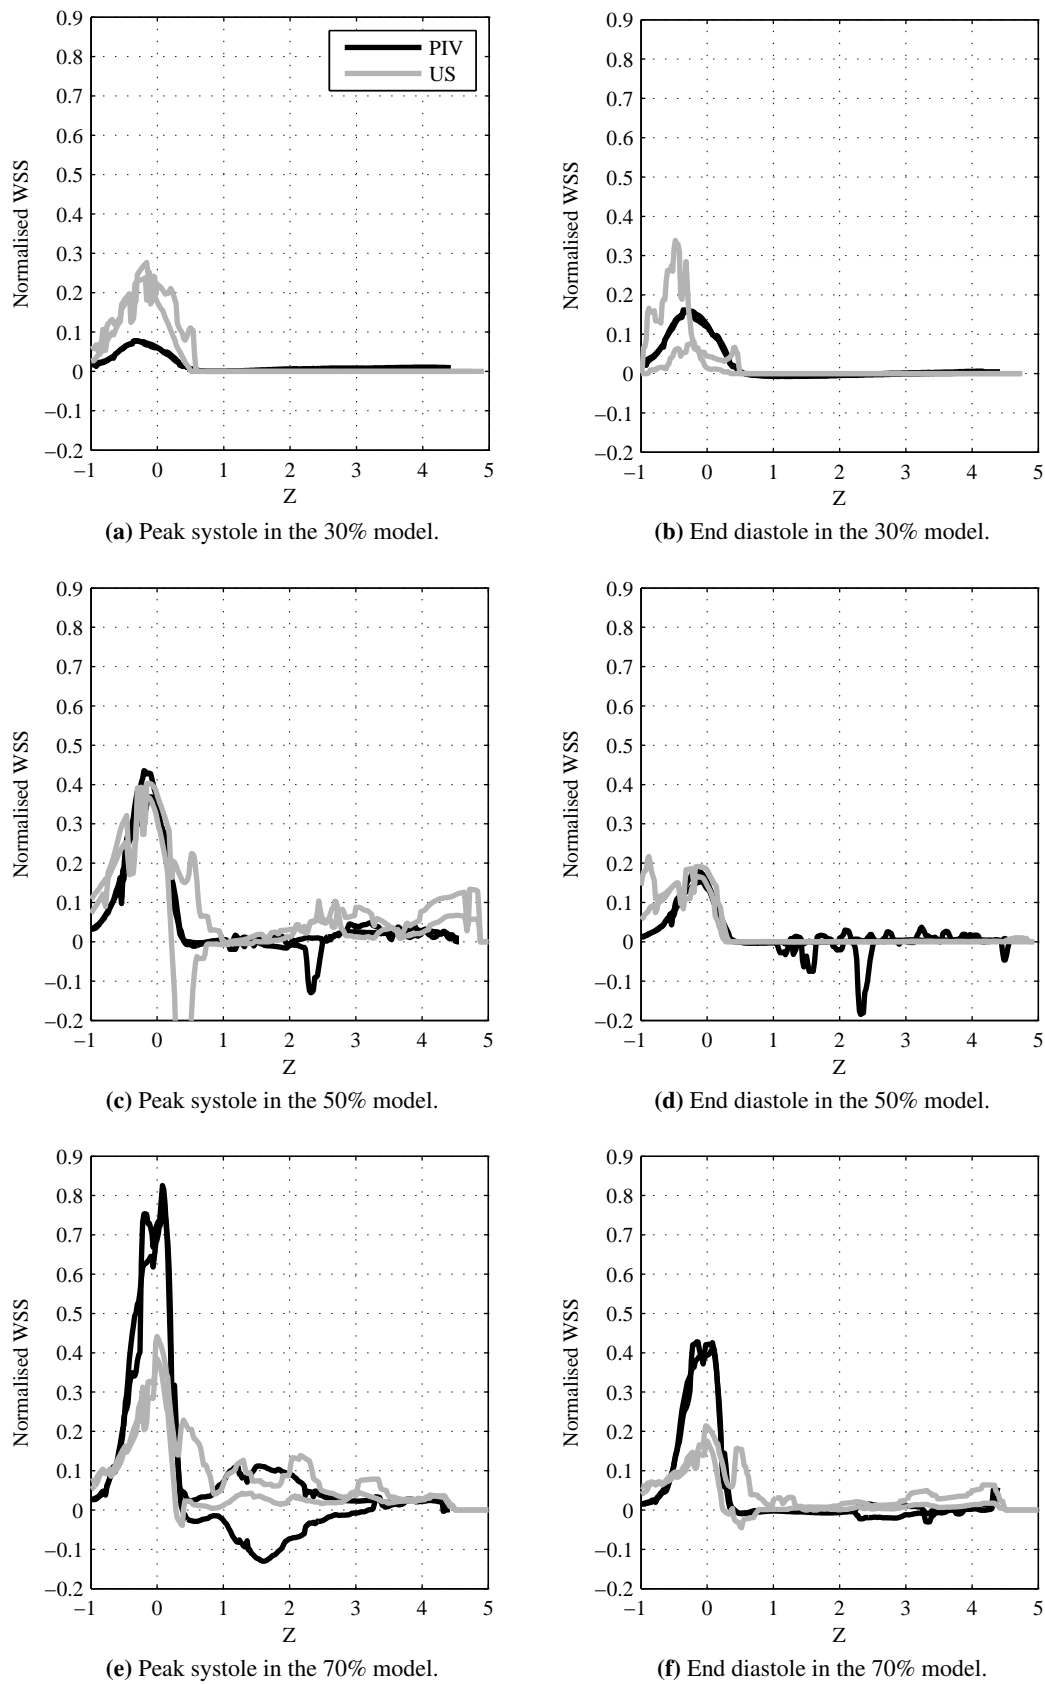 0.9
0.8
0.7
0.6
0.5
0.4
0.3
0.2
0.1
0
−0.1
−0.2
−1 0 1 2 3 4 5
Normalised WSS
Z
PIV
US
(a) Peak systole in the 30% model.
0.9
0.8
0.7
0.6
0.5
0.4
0.3
0.2
0.1
0
−0.1
−0.2
−1 0 1 2 3 4 5
Normalised WSS
Z
(b) End diastole in the 30% model.
0.9
0.8
0.7
0.6
0.5
0.4
0.3
0.2
0.1
0
−0.1
−0.2
−1 0 1 2 3 4 5
Normalised WSS
Z
(c) Peak systole in the 50% model.
0.9
0.8
0.7
0.6
0.5
0.4
0.3
0.2
0.1
0
−0.1
−0.2
−1 0 1 2 3 4 5
Normalised WSS
Z
(d) End diastole in the 50% model.
0.9
0.8
0.7
0.6
0.5
0.4
0.3
0.2
0.1
0
−0.1
−0.2
−1 0 1 2 3 4 5
Normalised WSS
Z
(e) Peak systole in the 70% model.
0.9
0.8
0.7
0.6
0.5
0.4
0.3
0.2
0.1
0
−0.1
−0.2
−1 0 1 2 3 4 5
Normalised WSS
Z
(f) End diastole in the 70% model.